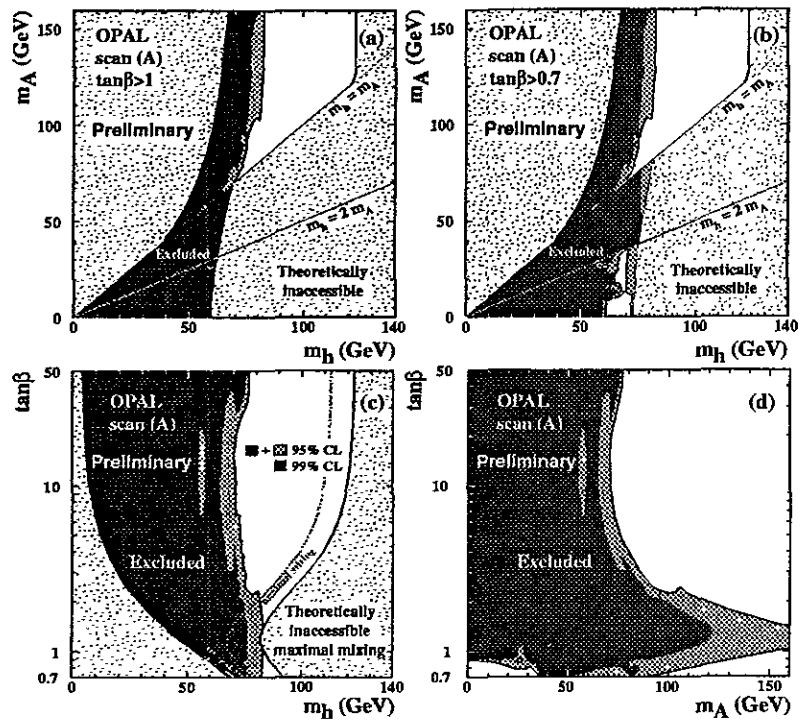 m_A (GeV)
150
100
50
0
OPAL
scan (A)
tanβ>1
Preliminary
(a)
m_h = m_A
m_h = 2 m_A
Excluded
Theoretically
inaccessible
0 50 100 140
m_h (GeV)
m_A (GeV)
150
100
50
0
OPAL
scan (A)
tanβ>0.7
Preliminary
(b)
m_h = m_A
m_h = 2 m_A
Excluded
Theoretically
inaccessible
0 50 100 140
m_h (GeV)
tanβ
50
10
1
0.7
OPAL
scan (A)
Preliminary
(c)
+ 95% CL
99% CL
Excluded
mixing
Theoretically
inaccessible
maximal mixing
0 50 100 140
m_h (GeV)
tanβ
50
10
1
0.7
OPAL
scan (A)
Preliminary
(d)
Excluded
0 50 100 150
m_A (GeV)